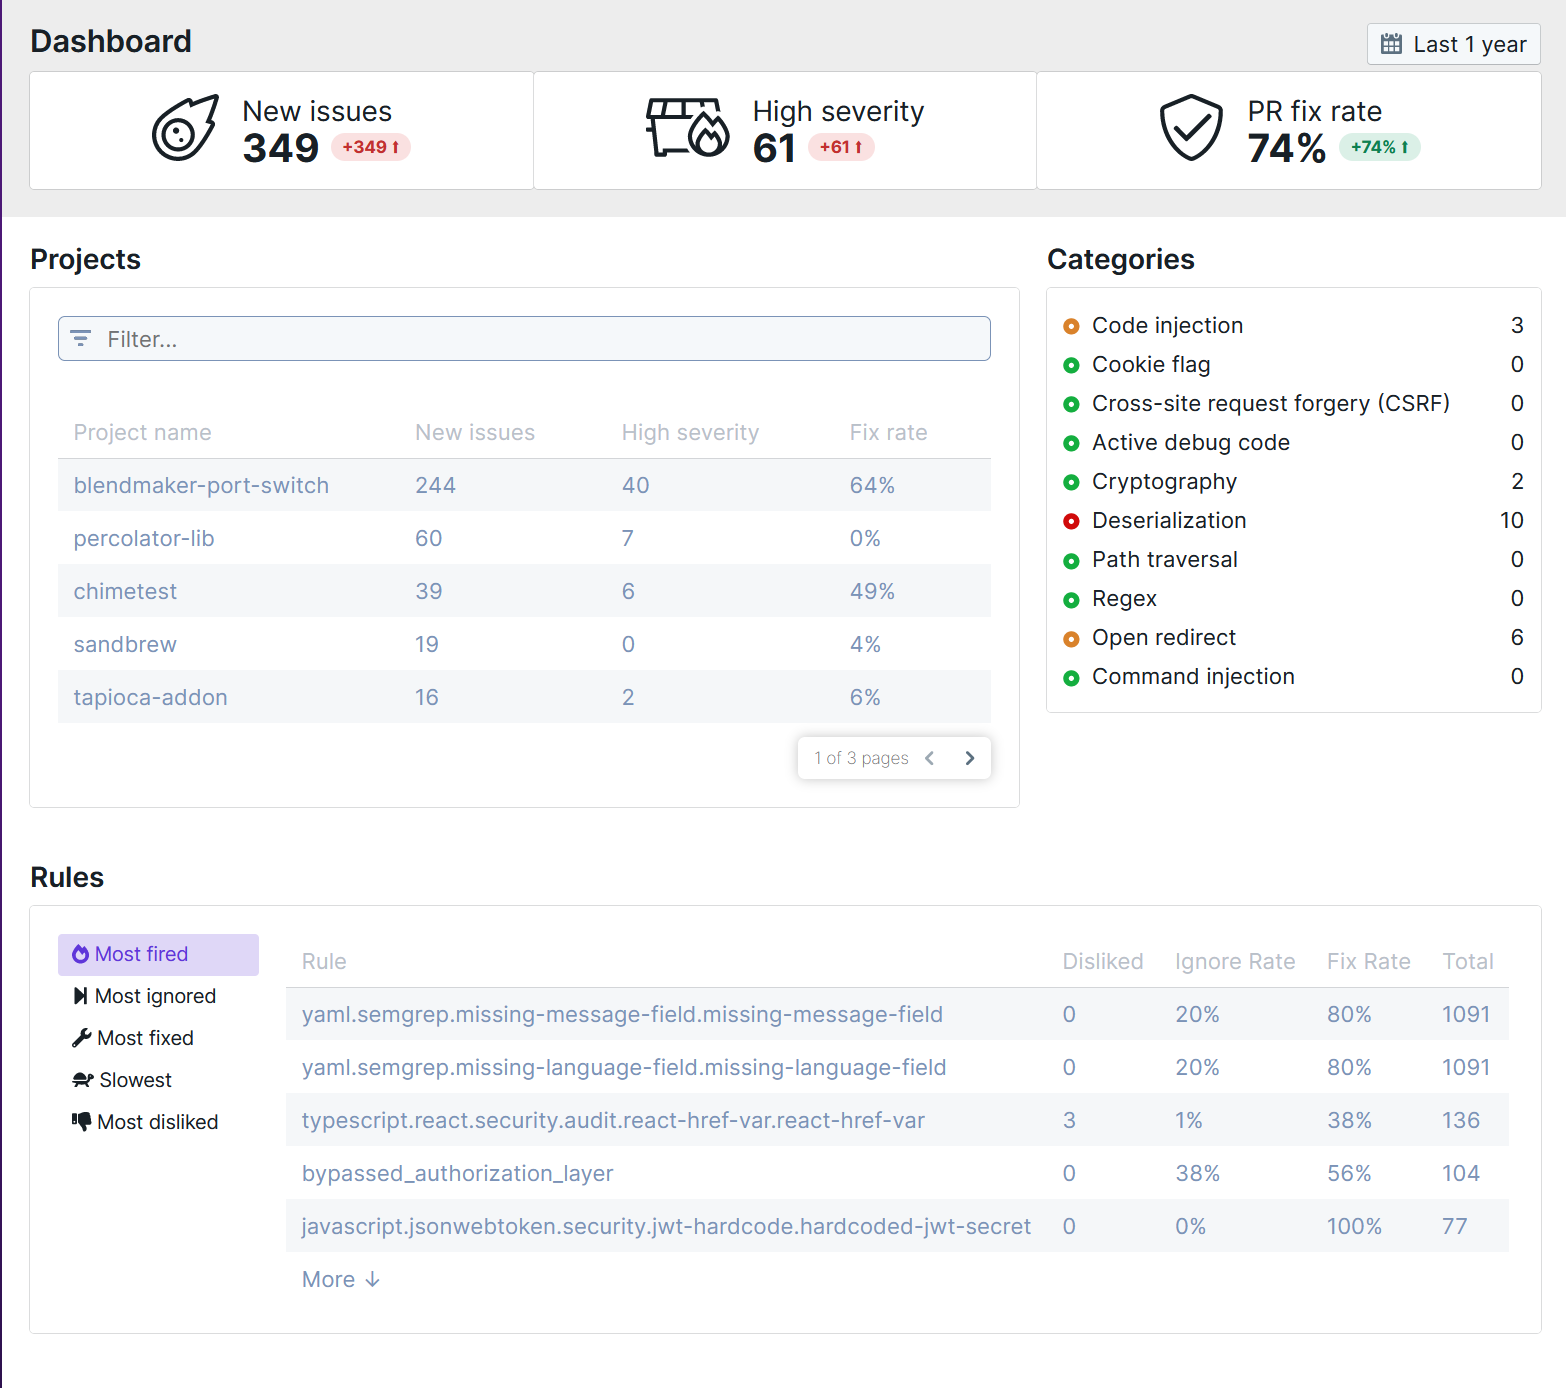 Dashboard
Last 1 year
New issues
349 +349 ⬆
High severity
61 +61 ⬆
PR fix rate
74% +74% ⬆
Projects
Filter...
Project name New issues High severity Fix rate
blendmaker-port-switch 244 40 64%
percolator-lib 60 7 0%
chimetest 39 6 49%
sandbrew 19 0 4%
tapioca-addon 16 2 6%
1 of 3 pages
Categories
Code injection 3
Cookie flag 0
Cross-site request forgery (CSRF) 0
Active debug code 0
Cryptography 2
Deserialization 10
Path traversal 0
Regex 0
Open redirect 6
Command injection 0
Rules
Most fired
Most ignored
Most fixed
Slowest
Most disliked
Rule Disliked Ignore Rate Fix Rate Total
yaml.semgrep.missing-message-field.missing-message-field 0 20% 80% 1091
yaml.semgrep.missing-language-field.missing-language-field 0 20% 80% 1091
typescript.react.security.audit.react-href-var.react-href-var 3 1% 38% 136
bypassed_authorization_layer 0 38% 56% 104
javascript.jsonwebtoken.security.jwt-hardcode.hardcoded-jwt-secret 0 0% 100% 77
More ↓